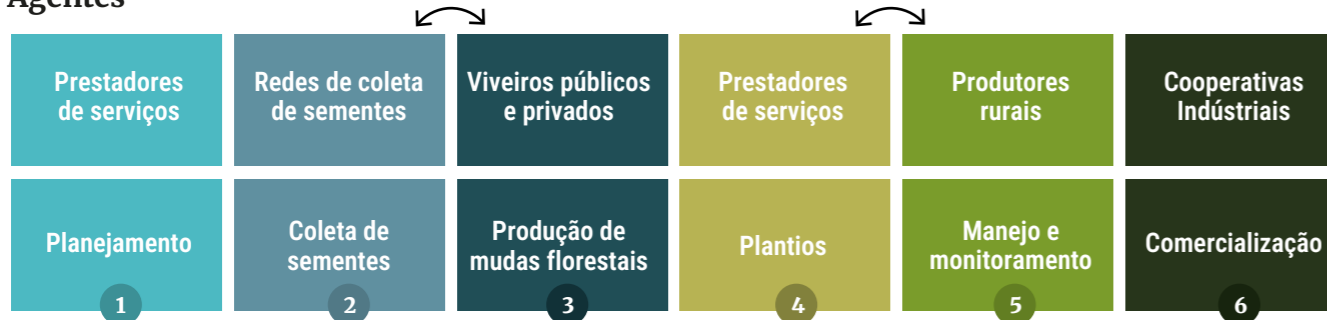 Agentes
Prestadores
de serviços
Redes de coleta
de sementes
Viveiros públicos
e privados
Prestadores
de serviços
Produtores
rurais
Cooperativas
Indústriais
Planejamento
1
Coleta de
sementes
2
Produção de
mudas florestais
3
Plantios
4
Manejo e
monitoramento
5
Comercialização
6